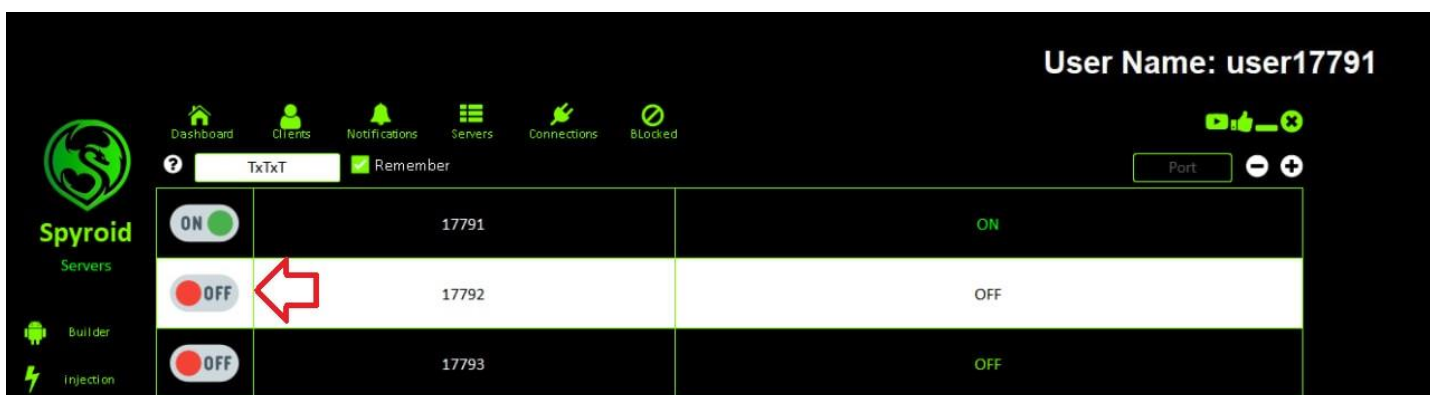 User Name: user17791
Dashboard Clients Notifications Servers Connections BLocked
? TxTxT Remember Port
Spyroid
Servers
ON 17791 ON
OFF 17792 OFF
OFF 17793 OFF
Builder
injection